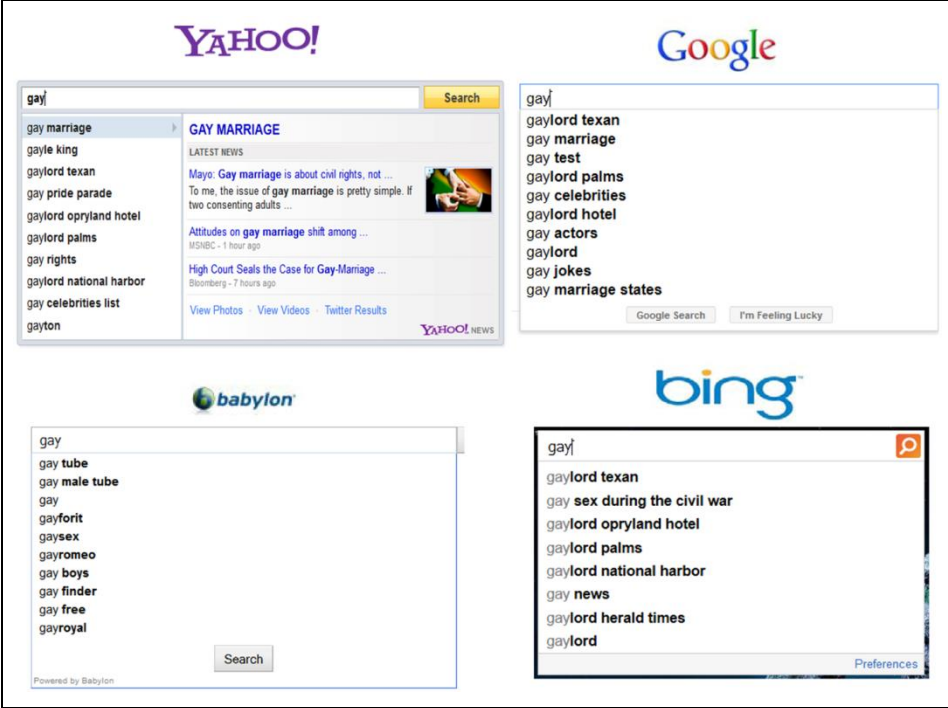 YAHOO!
gay
Search
gay marriage
gayle king
gaylord texan
gay pride parade
gaylord opryland hotel
gaylord palms
gay rights
gaylord national harbor
gay celebrities list
gayton
GAY MARRIAGE
LATEST NEWS
Mayo: Gay marriage is about civil rights, not ...
To me, the issue of gay marriage is pretty simple. If
two consenting adults ...
Attitudes on gay marriage shift among ...
MSNBC - 1 hour ago
High Court Seals the Case for Gay-Marriage ...
Bloomberg - 7 hours ago
View Photos · View Videos · Twitter Results
YAHOO! NEWS
Google
gay
gaylord texan
gay marriage
gay test
gaylord palms
gay celebrities
gaylord hotel
gay actors
gaylord
gay jokes
gay marriage states
Google Search
I'm Feeling Lucky
babylon
gay
gay tube
gay male tube
gay
gayforit
gaysex
gayromeo
gay boys
gay finder
gay free
gayroyal
Search
Powered by Babylon
bing™
gay
gaylord texan
gay sex during the civil war
gaylord opryland hotel
gaylord palms
gaylord national harbor
gay news
gaylord herald times
gaylord
Preferences